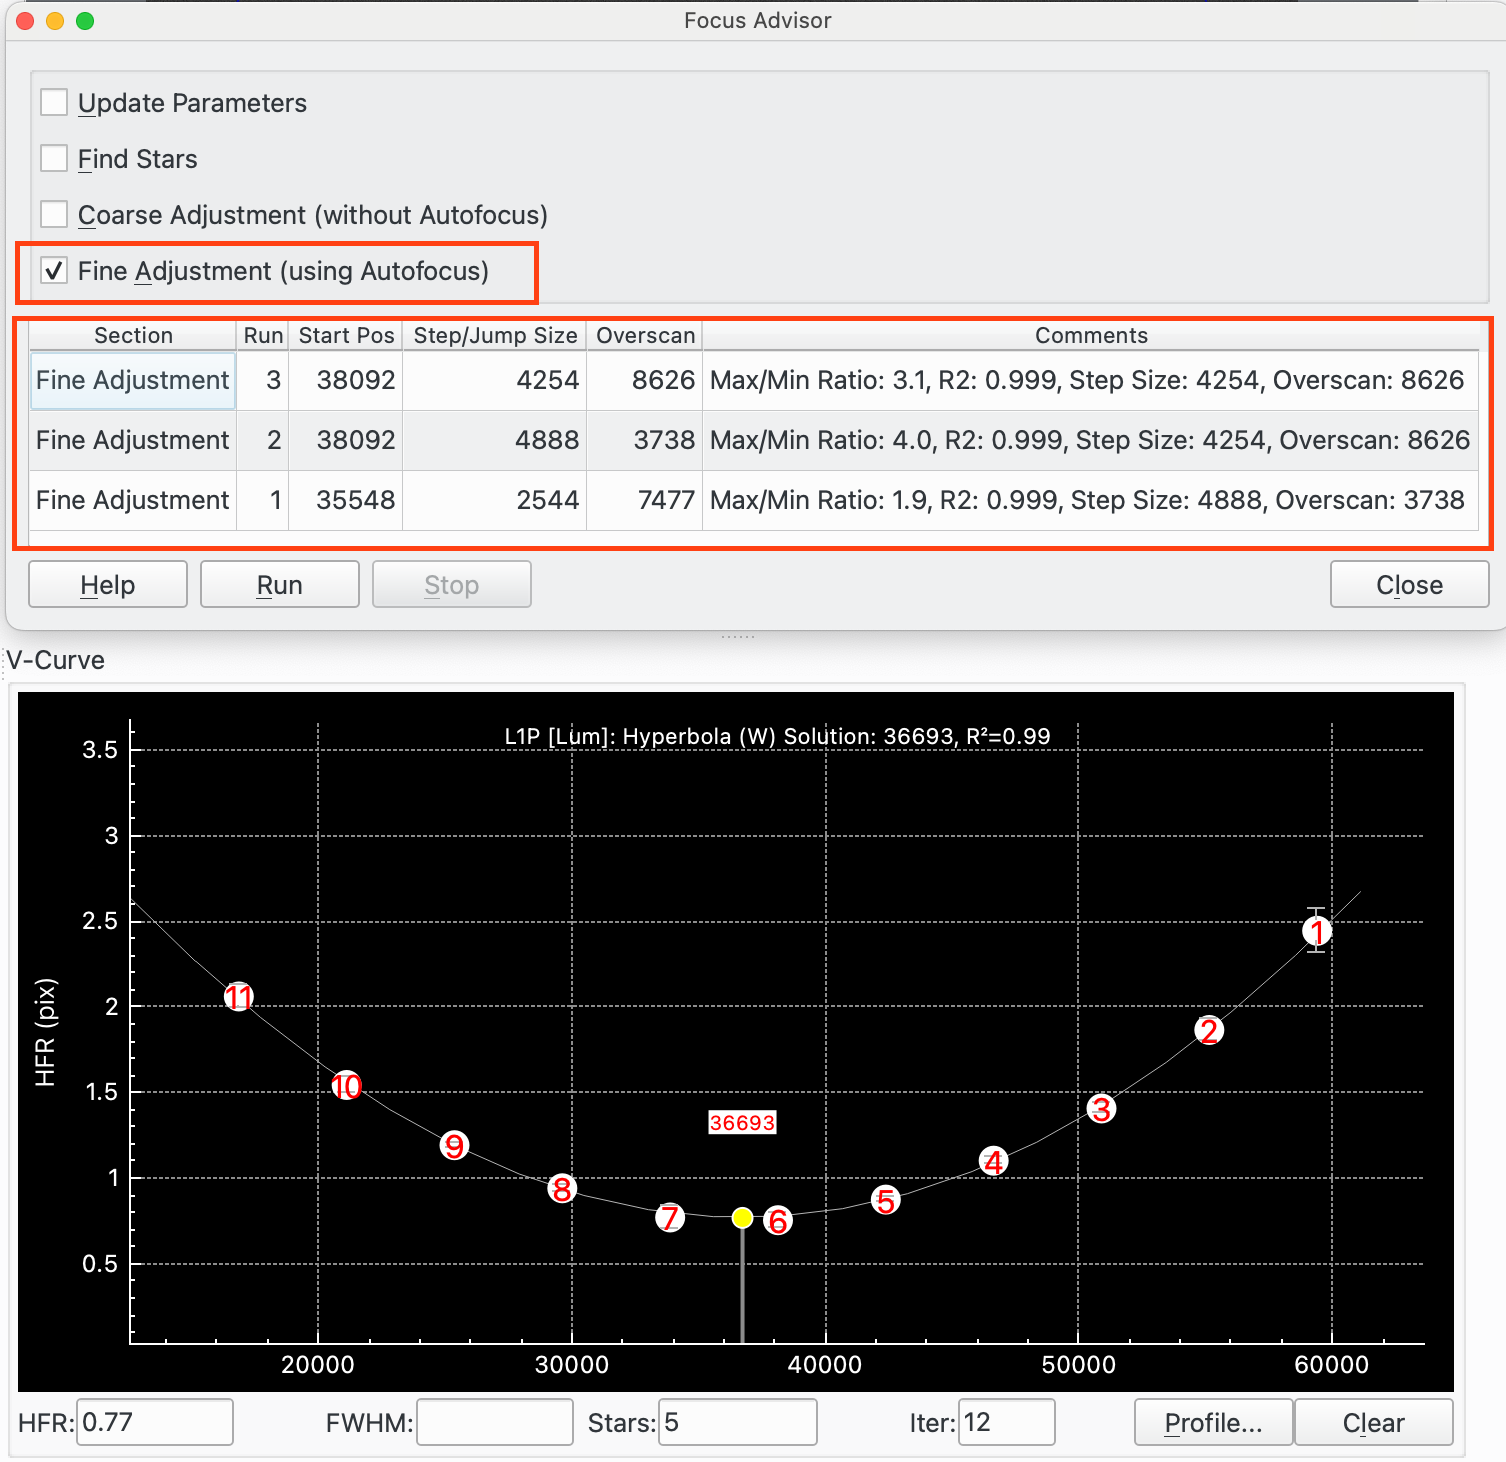 Focus Advisor
Update Parameters
Find Stars
Coarse Adjustment (without Autofocus)
Fine Adjustment (using Autofocus)
Section Run Start Pos Step/Jump Size Overscan Comments
Fine Adjustment 3 38092 4254 8626 Max/Min Ratio: 3.1, R2: 0.999, Step Size: 4254, Overscan: 8626
Fine Adjustment 2 38092 4888 3738 Max/Min Ratio: 4.0, R2: 0.999, Step Size: 4254, Overscan: 8626
Fine Adjustment 1 35548 2544 7477 Max/Min Ratio: 1.9, R2: 0.999, Step Size: 4888, Overscan: 3738
Help Run Stop Close
V-Curve
L1P [Lum]: Hyperbola (W) Solution: 36693, R²=0.99
3.5
3
2.5
2
1.5
1
0.5
HFR (pix)
11
10
9
8
7
36693
6
5
4
3
2
1
20000 30000 40000 50000 60000
HFR: 0.77 FWHM: Stars: 5 Iter: 12 Profile... Clear